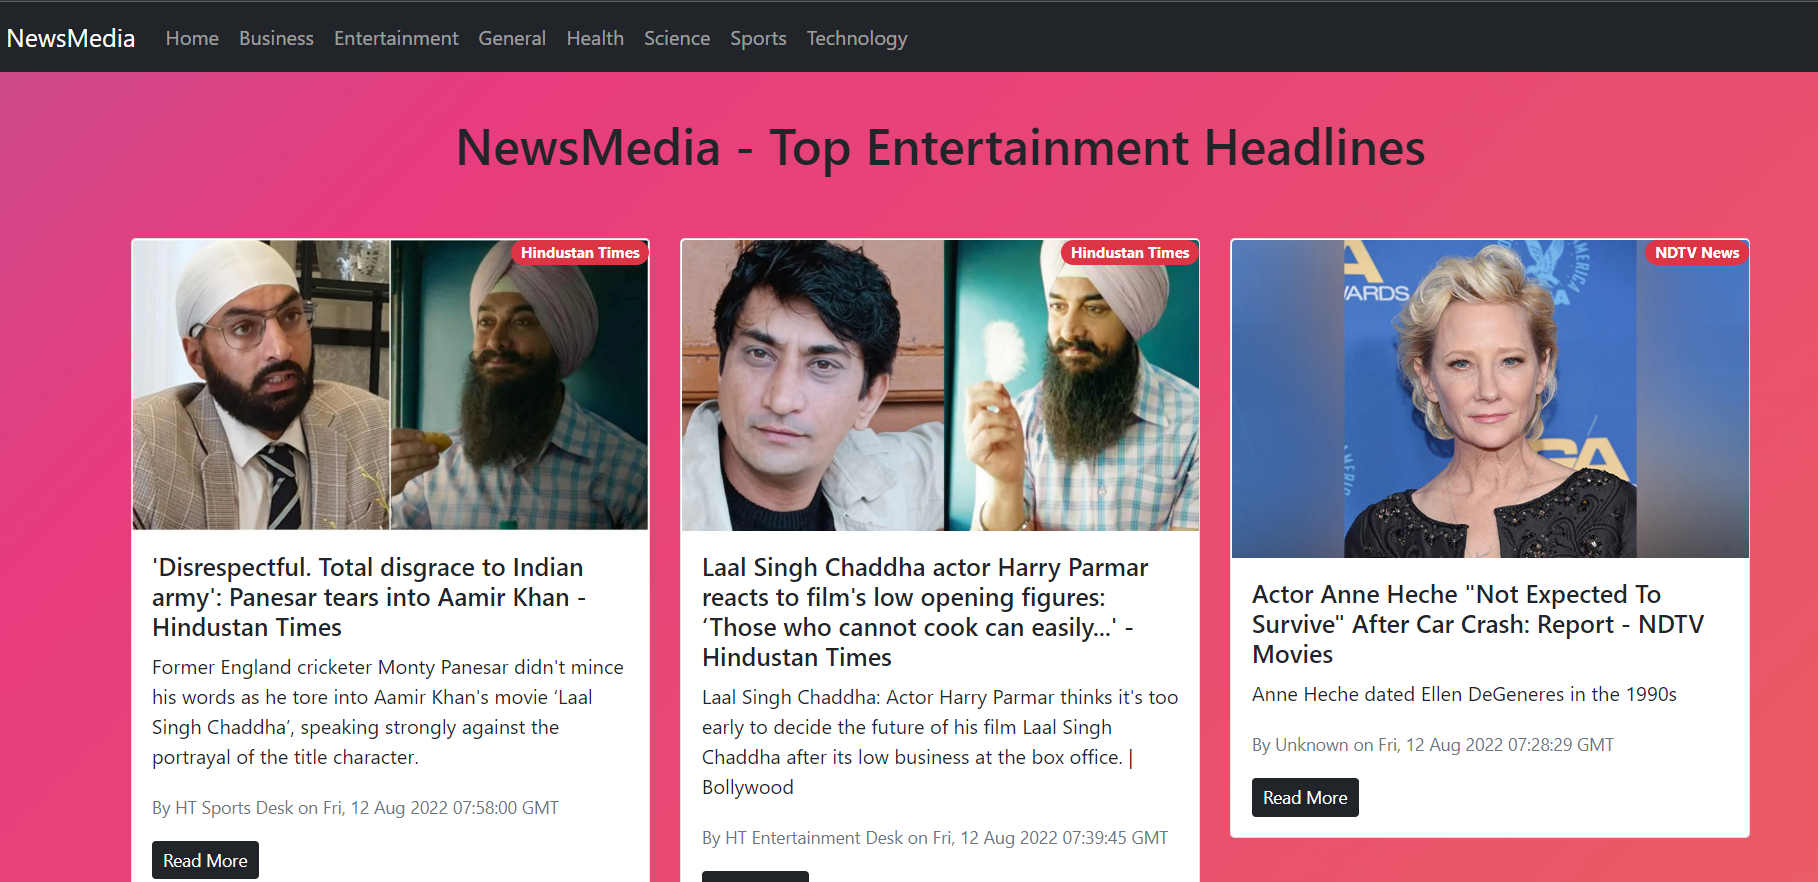 NewsMedia Home Business Entertainment General Health Science Sports Technology
NewsMedia - Top Entertainment Headlines
Hindustan Times
'Disrespectful. Total disgrace to Indian
army': Panesar tears into Aamir Khan -
Hindustan Times
Former England cricketer Monty Panesar didn't mince
his words as he tore into Aamir Khan's movie ‘Laal
Singh Chaddha’, speaking strongly against the
portrayal of the title character.
By HT Sports Desk on Fri, 12 Aug 2022 07:58:00 GMT
Read More
Hindustan Times
Laal Singh Chaddha actor Harry Parmar
reacts to film's low opening figures:
‘Those who cannot cook can easily...' -
Hindustan Times
Laal Singh Chaddha: Actor Harry Parmar thinks it's too
early to decide the future of his film Laal Singh
Chaddha after its low business at the box office. |
Bollywood
By HT Entertainment Desk on Fri, 12 Aug 2022 07:39:45 GMT
NDTV News
Actor Anne Heche "Not Expected To
Survive" After Car Crash: Report - NDTV
Movies
Anne Heche dated Ellen DeGeneres in the 1990s
By Unknown on Fri, 12 Aug 2022 07:28:29 GMT
Read More